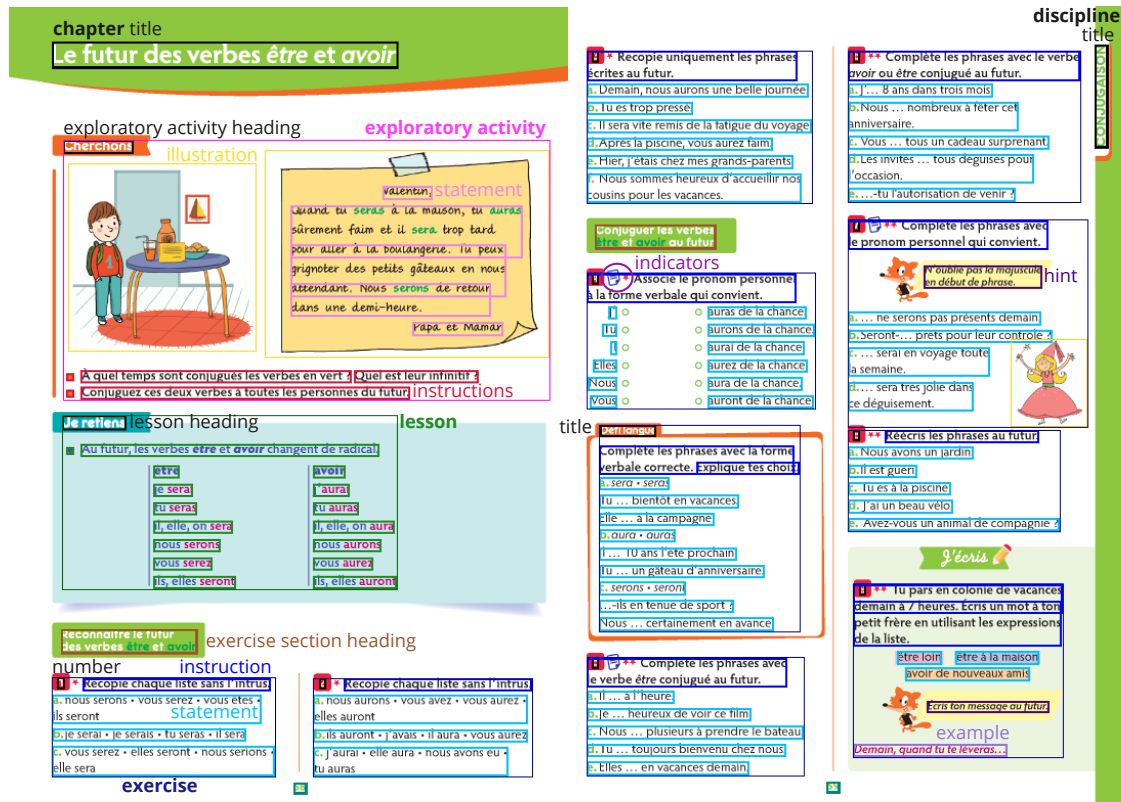 chapter title
Le futur des verbes être et avoir
exploratory activity heading
exploratory activity
Cherchons
illustration
Valentin,
statement
Quand tu seras à la maison, tu auras
sûrement faim et il sera trop tard
pour aller à la boulangerie. Tu peux
grignoter des petits gâteaux en nous
attendant. Nous serons de retour
dans une demi-heure.
Papa et Maman
À quel temps sont conjugués les verbes en vert ? Quel est leur infinitif ?
Conjuguez ces deux verbes à toutes les personnes du futur.
instructions
Je retiens
lesson heading
lesson
Au futur, les verbes être et avoir changent de radical.
être
avoir
je serai
j'aurai
tu seras
tu auras
il, elle, on sera
il, elle, on aura
nous serons
nous aurons
vous serez
vous aurez
ils, elles seront
ils, elles auront
Reconnaître le futur
des verbes être et avoir
exercise section heading
number
instruction
* Recopie chaque liste sans l'intrus.
a. nous serons • vous serez • vous êtes •
ils seront
statement
b. je serai • je serais • tu seras • il sera
c. vous serez • elles seront • nous serions •
elle sera
exercise
* Recopie chaque liste sans l'intrus.
a. nous aurons • vous avez • vous aurez •
elles auront
b. ils auront • j'avais • il aura • vous aurez
c. j'aurai • elle aura • nous avons eu •
tu auras
* Recopie uniquement les phrases
écrites au futur.
a. Demain, nous aurons une belle journée.
b. Tu es trop pressé.
c. Il sera vite remis de la fatigue du voyage.
d. Après la piscine, vous aurez faim.
e. Hier, j'étais chez mes grands-parents.
f. Nous sommes heureux d'accueillir nos
cousins pour les vacances.
Conjuguer les verbes
être et avoir au futur
indicators
* Associe le pronom personnel
à la forme verbale qui convient.
J'
auras de la chance.
Tu
aurons de la chance.
Il
aurai de la chance.
Elles
aurez de la chance.
Nous
aura de la chance.
Vous
auront de la chance.
title
Défi langue
Complète les phrases avec la forme
verbale correcte. Explique tes choix.
a. sera • seras
Tu ... bientôt en vacances.
Elle ... à la campagne.
b. aura • auras
Il ... 10 ans l'été prochain.
Tu ... un gâteau d'anniversaire.
c. serons • seront
...-ils en tenue de sport ?
Nous ... certainement en avance.
** Complète les phrases avec
le verbe être conjugué au futur.
a. Il ... à l'heure.
b. Je ... heureux de voir ce film.
c. Nous ... plusieurs à prendre le bateau.
d. Tu ... toujours bienvenu chez nous.
e. Elles ... en vacances demain.
discipline
title
CONJUGAISON
** Complète les phrases avec le verbe
avoir ou être conjugué au futur.
a. J'... 8 ans dans trois mois.
b. Nous ... nombreux à fêter cet
anniversaire.
c. Vous ... tous un cadeau surprenant.
d. Les invités ... tous déguisés pour
l'occasion.
e. ...-tu l'autorisation de venir ?
7 ** Complète les phrases avec
le pronom personnel qui convient.
N'oublie pas la majuscule
en début de phrase.
hint
a. ... ne serons pas présents demain.
b. Seront-... prêts pour leur contrôle ?
c. ... serai en voyage toute
la semaine.
d. ... sera très jolie dans
ce déguisement.
** Réécris les phrases au futur.
a. Nous avons un jardin.
b. Il est guéri.
c. Tu es à la piscine.
d. J'ai un beau vélo.
e. Avez-vous un animal de compagnie ?
J'écris
** Tu pars en colonie de vacances
demain à 7 heures. Écris un mot à ton
petit frère en utilisant les expressions
de la liste.
être loin
être à la maison
avoir de nouveaux amis
Écris ton message au futur.
example
Demain, quand tu te lèveras...